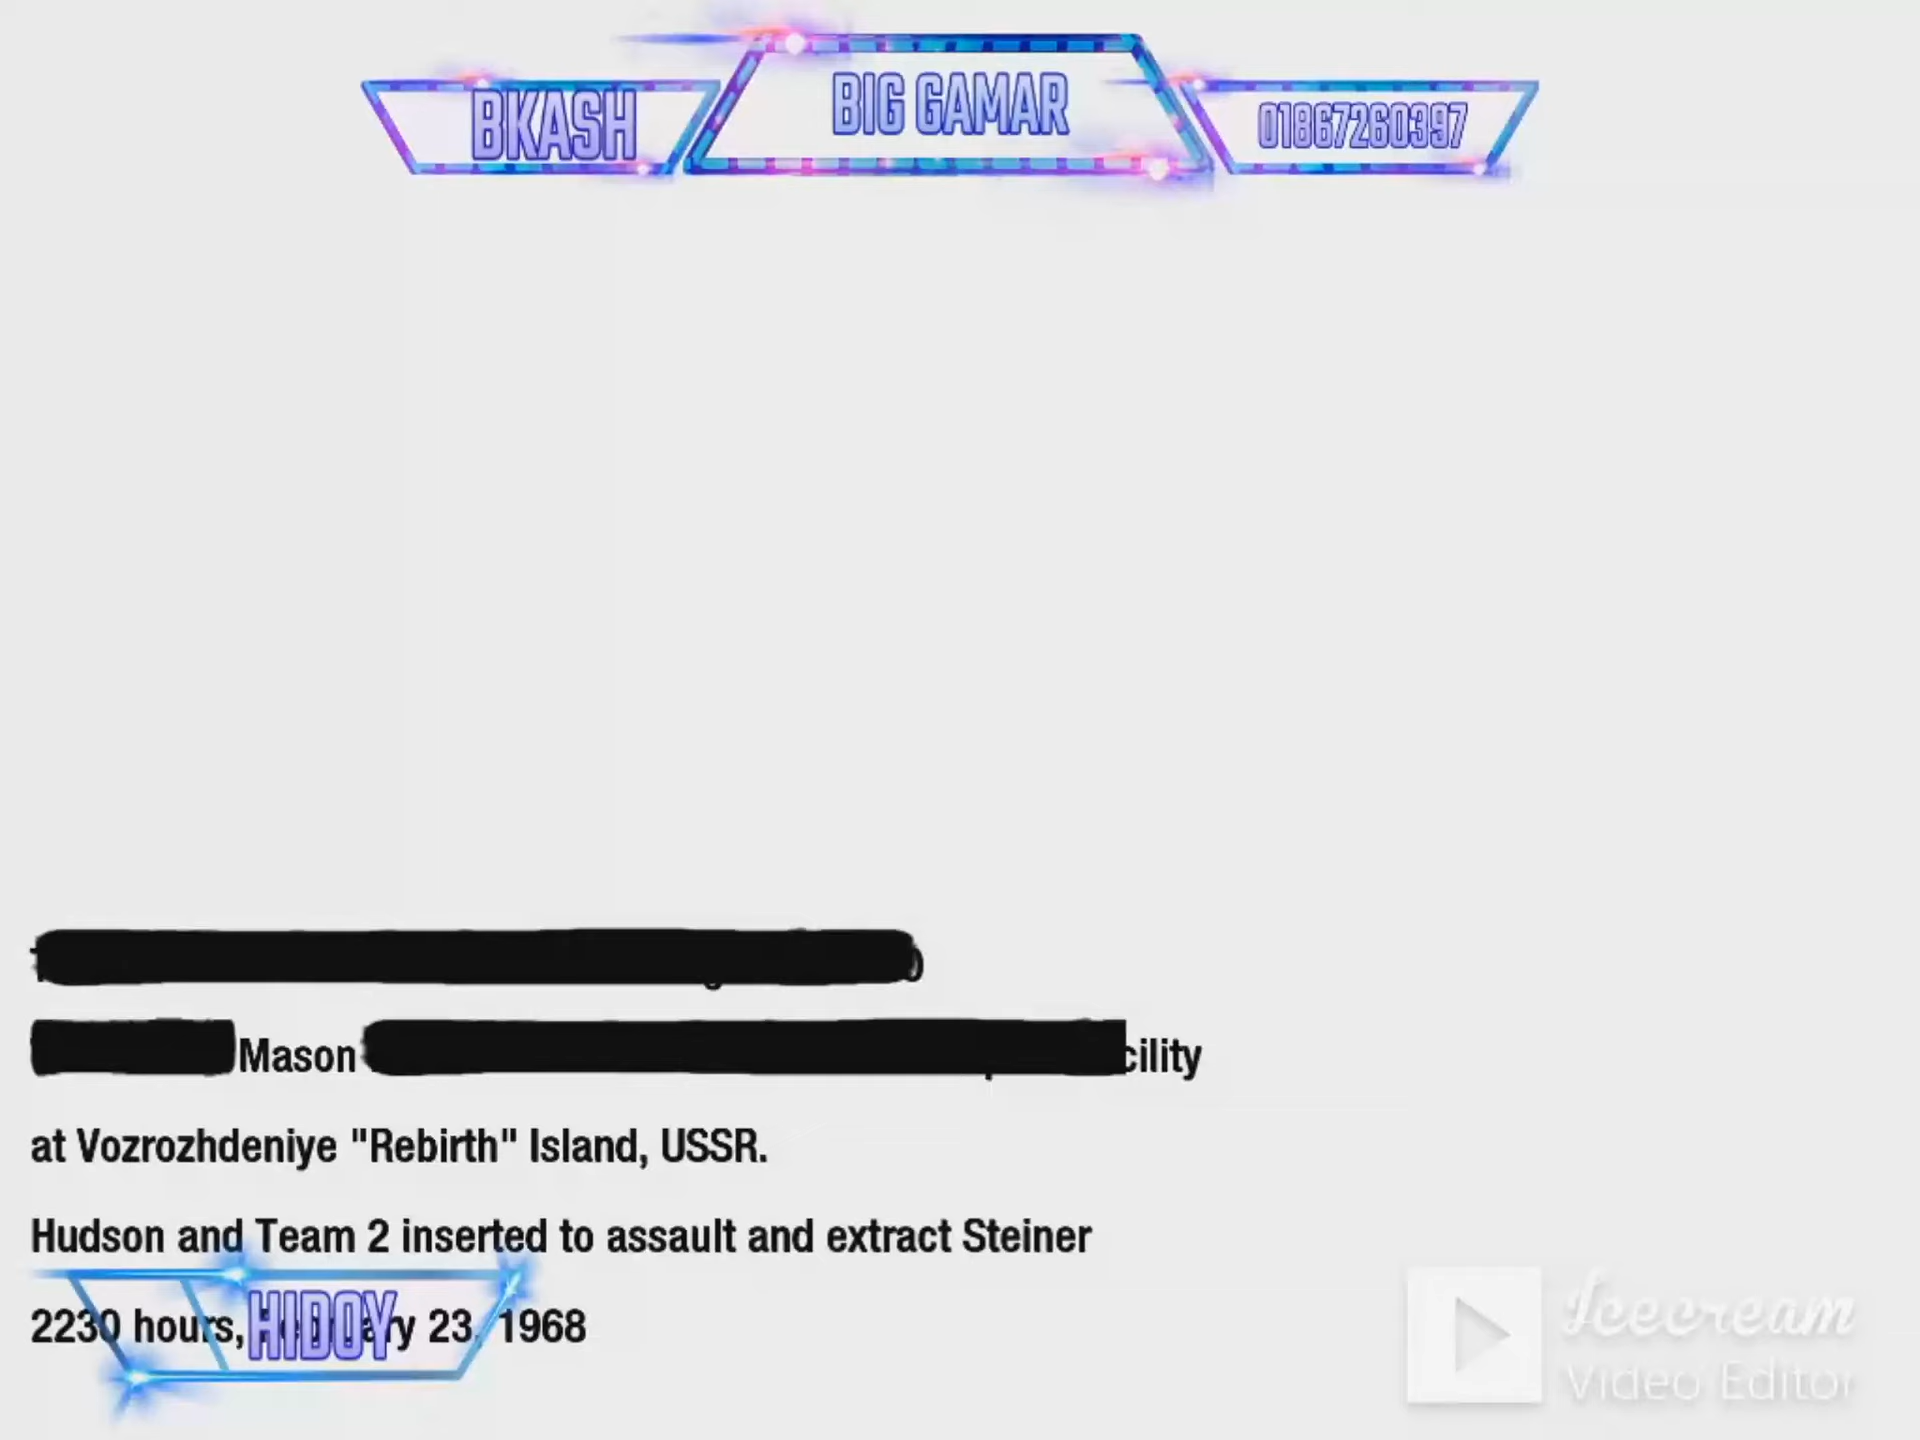 BKASH
BIG GAMAR
01867260397
Mason cility
at Vozrozhdeniye "Rebirth" Island, USSR.
Hudson and Team 2 inserted to assault and extract Steiner
2230 hours, 23, 1968
HIDOY
Icecream
Video Editor